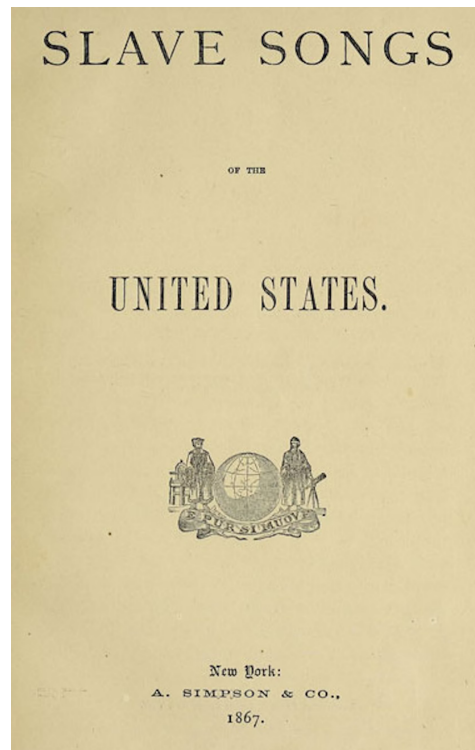 SLAVE SONGS
OF THE
UNITED STATES.
E PUR SI MUOVE
New York:
A. SIMPSON & CO.,
1867.